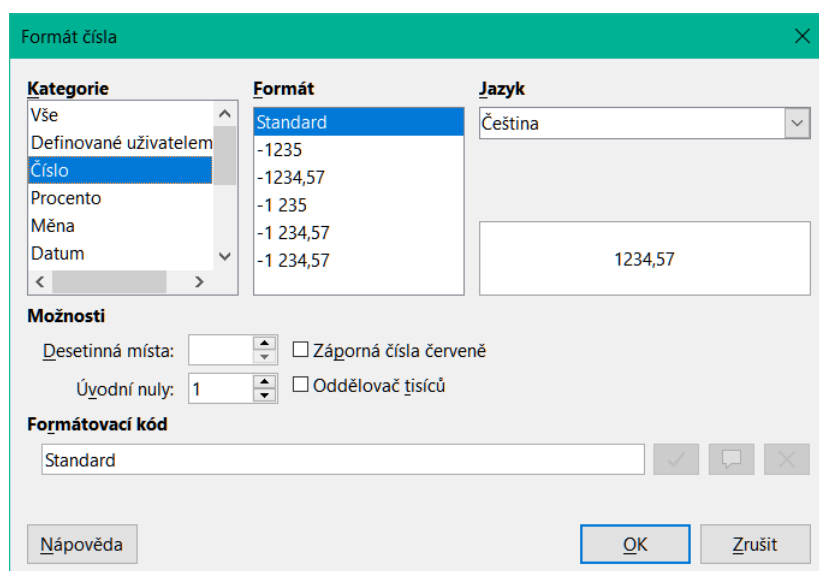 Formát čísla
Kategorie
Vše
Definované uživatelem
Číslo
Procento
Měna
Datum
Formát
Standard
-1235
-1234,57
-1 235
-1 234,57
-1 234,57
Jazyk
Čeština
1234,57
Možnosti
Desetinná místa:
Záporná čísla červeně
Úvodní nuly: 1
Oddělovač tisíců
Formátovací kód
Standard
Nápověda
OK
Zrušit